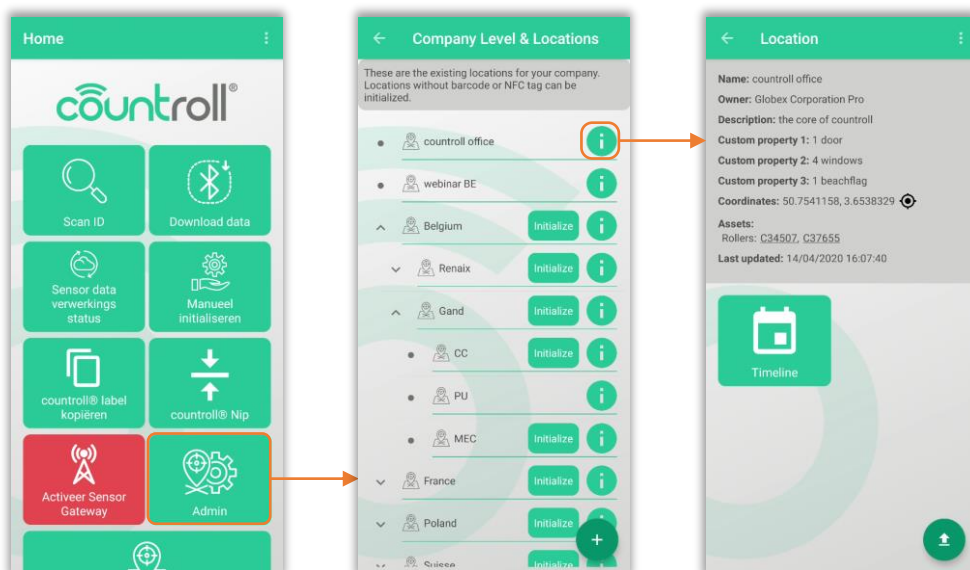 Home
countroll®
Scan ID
Download data
Sensor data
verwerkings
status
Manueel
initialiseren
countroll® label
kopiëren
countroll® Nip
Activeer Sensor
Gateway
Admin
Company Level & Locations
These are the existing locations for your company.
Locations without barcode or NFC tag can be
initialized.
countroll office
webinar BE
Belgium Initialize
Renaix Initialize
Gand Initialize
CC Initialize
PU
MEC Initialize
France Initialize
Poland Initialize
Suisse Initialize
Location
Name: countroll office
Owner: Globex Corporation Pro
Description: the core of countroll
Custom property 1: 1 door
Custom property 2: 4 windows
Custom property 3: 1 beachflag
Coordinates: 50.7541158, 3.6538329
Assets:
Rollers: C34507, C37655
Last updated: 14/04/2020 16:07:40
Timeline